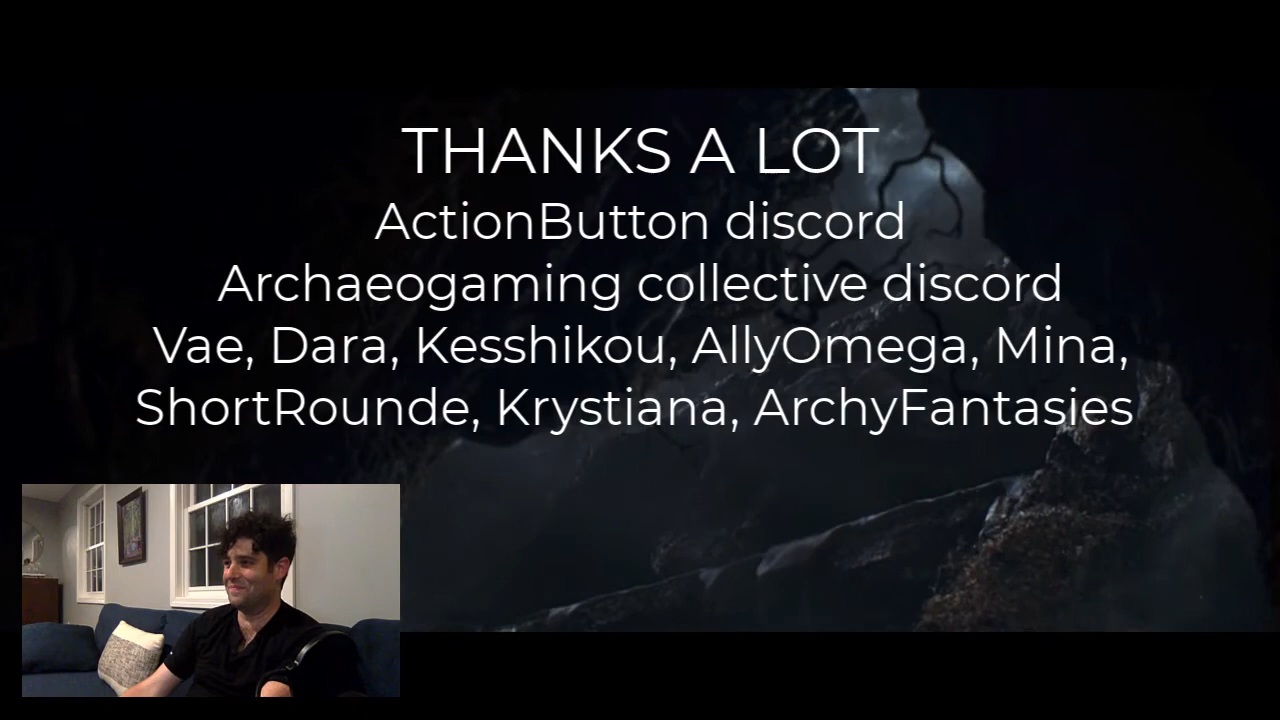 THANKS A LOT
ActionButton discord
Archaeogaming collective discord
Vae, Dara, Kesshikou, AllyOmega, Mina,
ShortRounde, Krystiana, ArchyFantasies